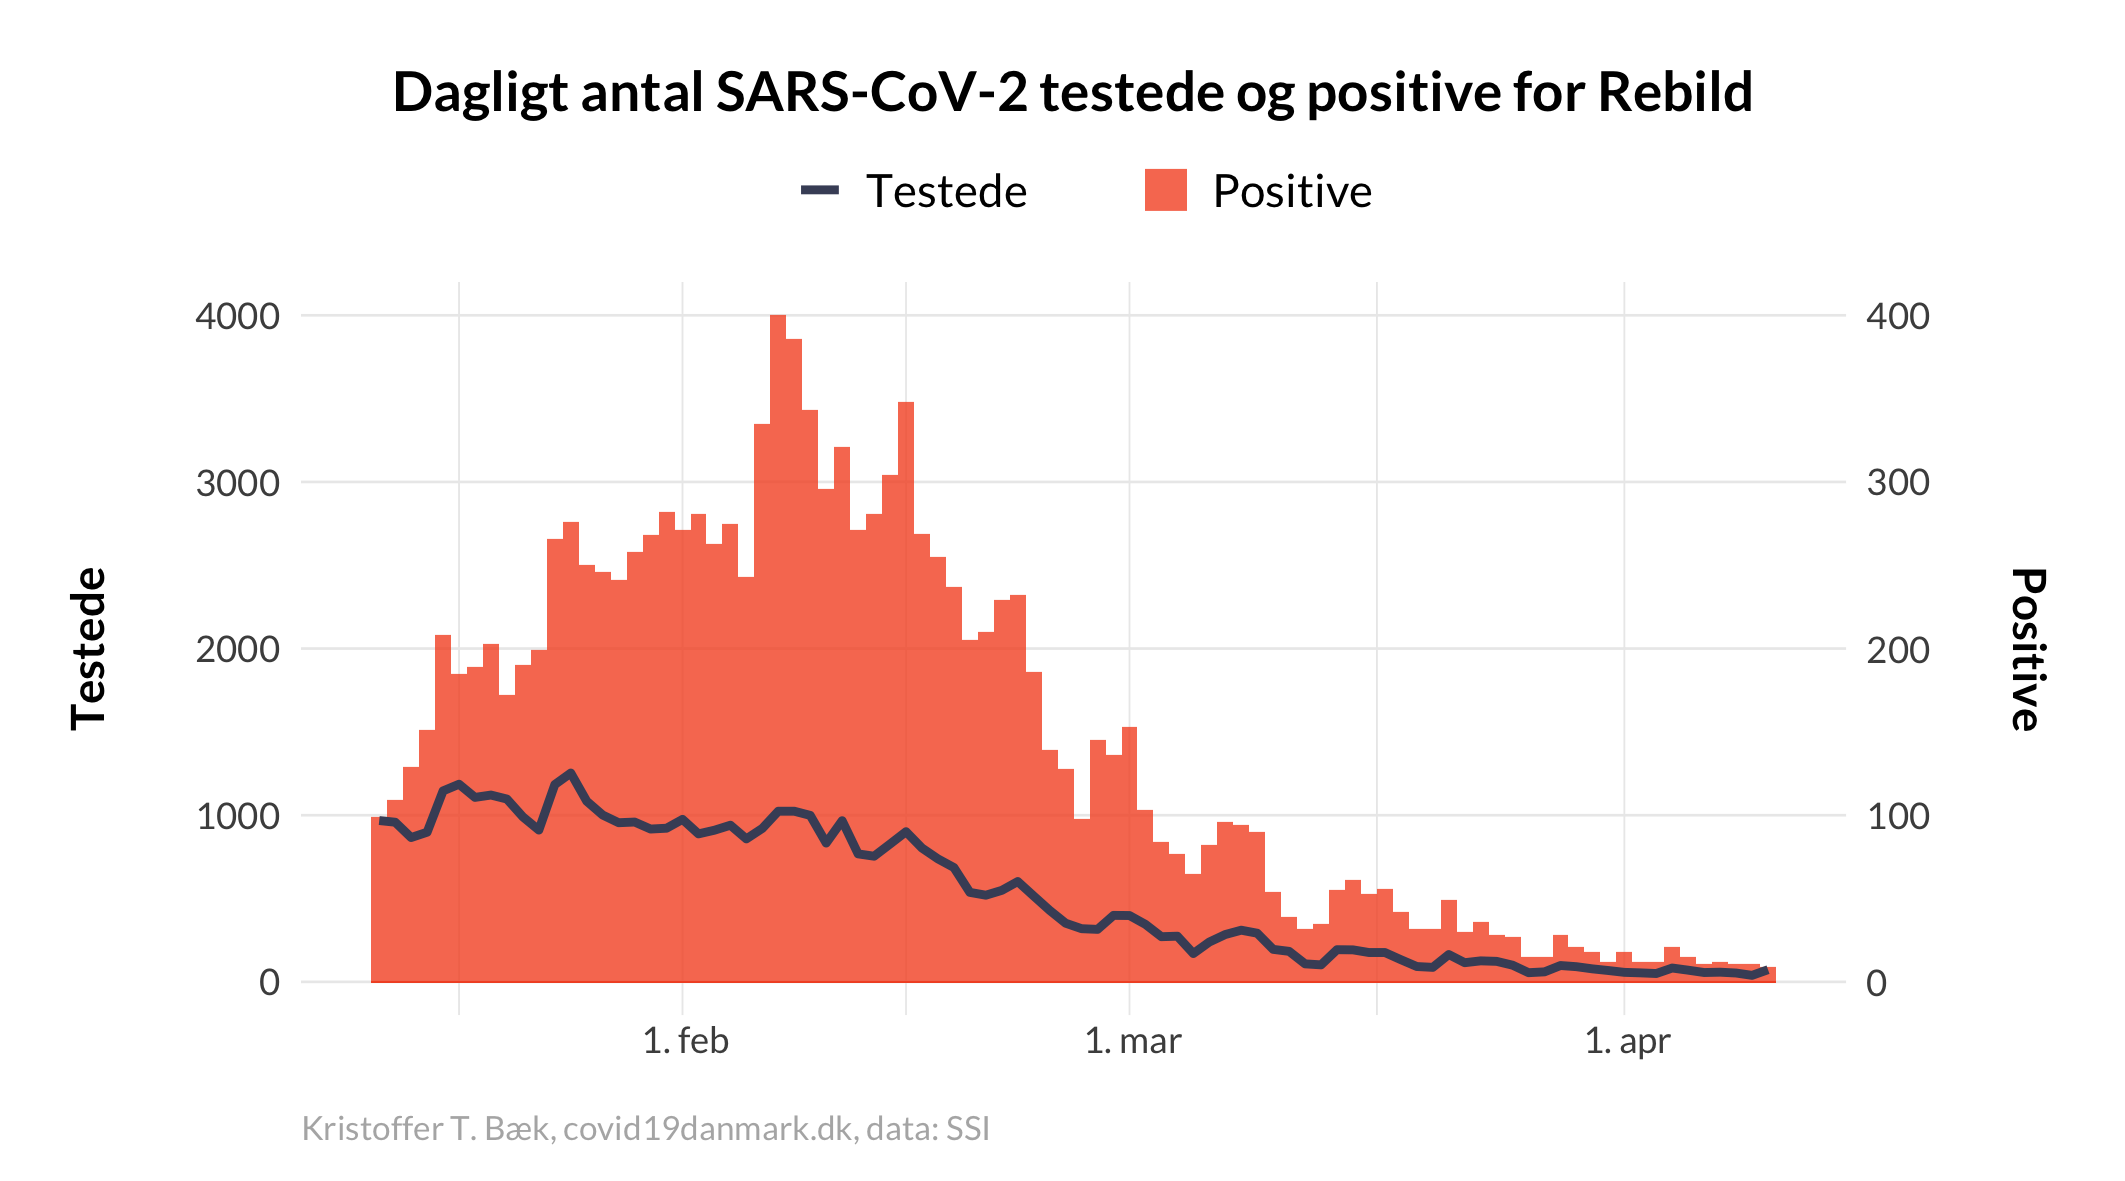 Dagligt antal SARS-CoV-2 testede og positive for Rebild
Testede Positive
4000 400
3000 300
2000 200
1000 100
0 0
Testede
Positive
1. feb 1. mar 1. apr
Kristoffer T. Bæk, covid19danmark.dk, data: SSI